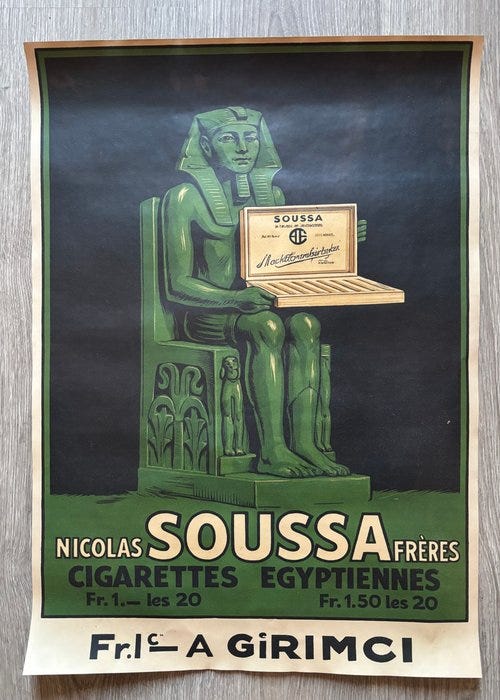 SOUSSA
NICOLAS SOUSSA FRÈRES
CIGARETTES EGYPTIENNES
Fr. 1.— les 20 Fr. 1.50 les 20
Fr. 1c— A GiRIMCI